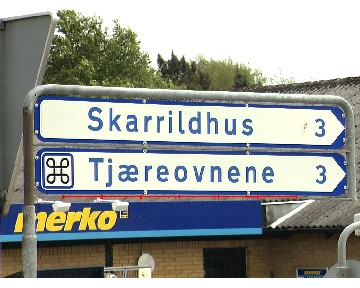 Skarrildhus 3
Tjæreovnene 3
merko